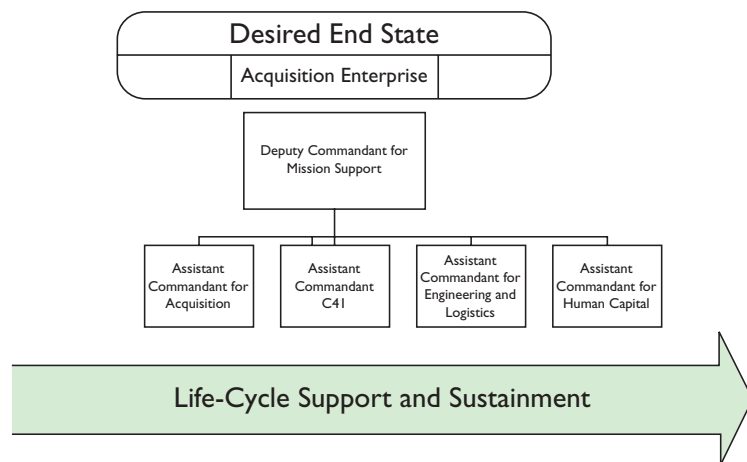 Desired End State
Acquisition Enterprise
Deputy Commandant for
Mission Support
Assistant
Commandant for
Acquisition
Assistant
Commandant
C41
Assistant
Commandant for
Engineering and
Logistics
Assistant
Commandant for
Human Capital
Life-Cycle Support and Sustainment